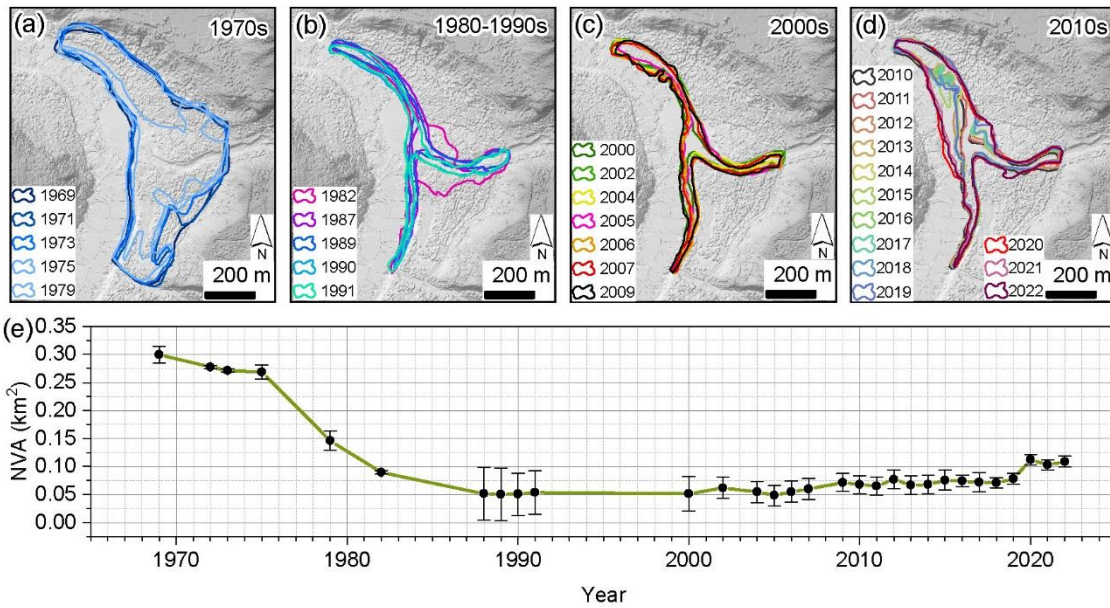 (a) 1970s
1969
1971
1973
1975
1979
N
200 m
(b) 1980-1990s
1982
1987
1989
1990
1991
N
200 m
(c) 2000s
2000
2002
2004
2005
2006
2007
2009
N
200 m
(d) 2010s
2010
2011
2012
2013
2014
2015
2016
2017
2018
2019
2020
2021
2022
N
200 m
(e)
NVA (km²)
0.35
0.30
0.25
0.20
0.15
0.10
0.05
0.00
1970 1980 1990 2000 2010 2020
Year